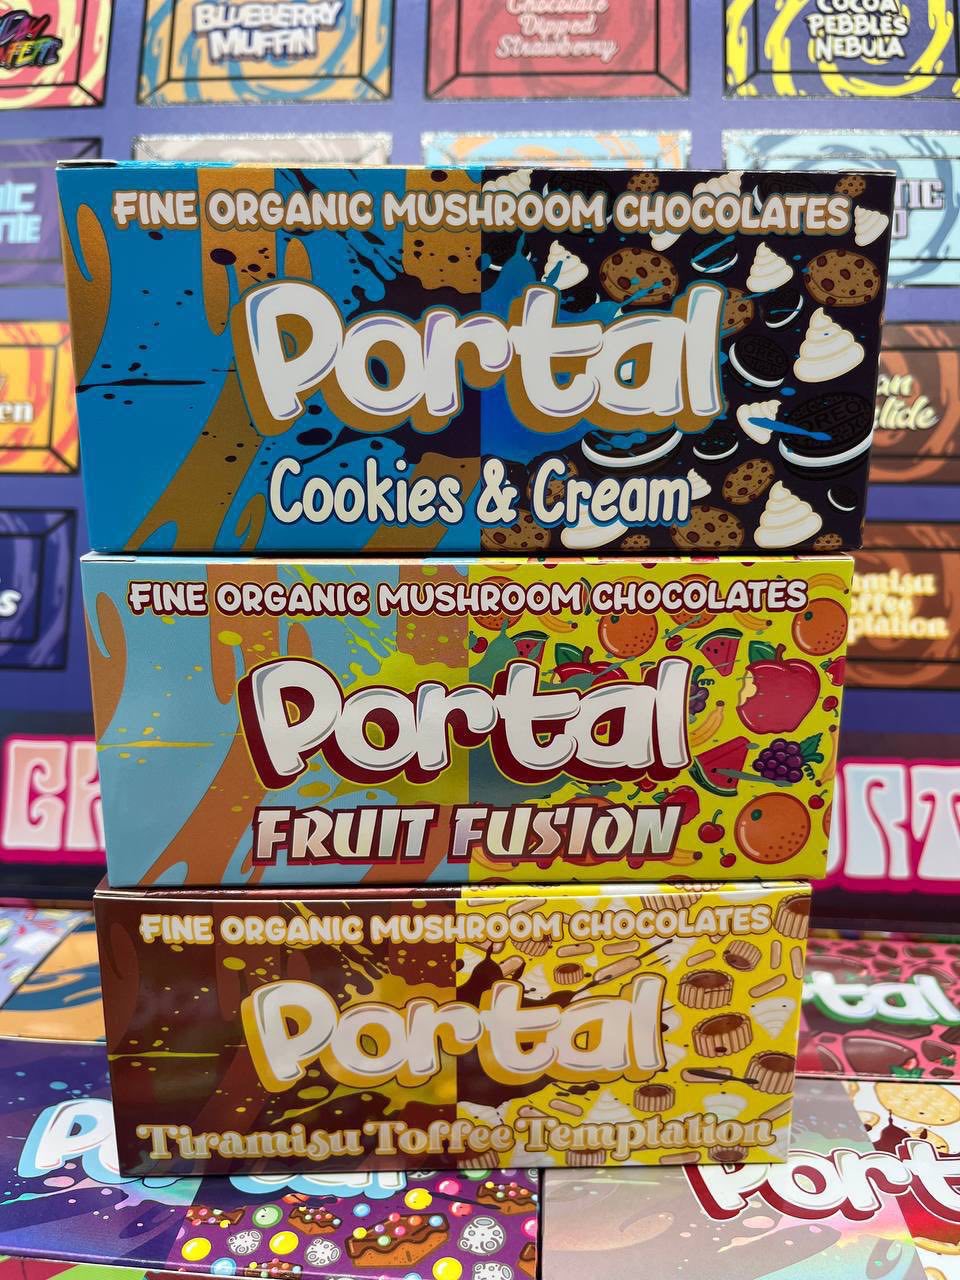 BLUEBERRY
MUFFIN
Chocolate
Dipped
Strawberry
COCOA
PEBBLES
NEBULA
FINE ORGANIC MUSHROOM CHOCOLATES
Portal
Cookies & Cream
OREO
FINE ORGANIC MUSHROOM CHOCOLATES
Portal
FRUIT FUSION
FINE ORGANIC MUSHROOM CHOCOLATES
Portal
Tiramisu Toffee Temptation